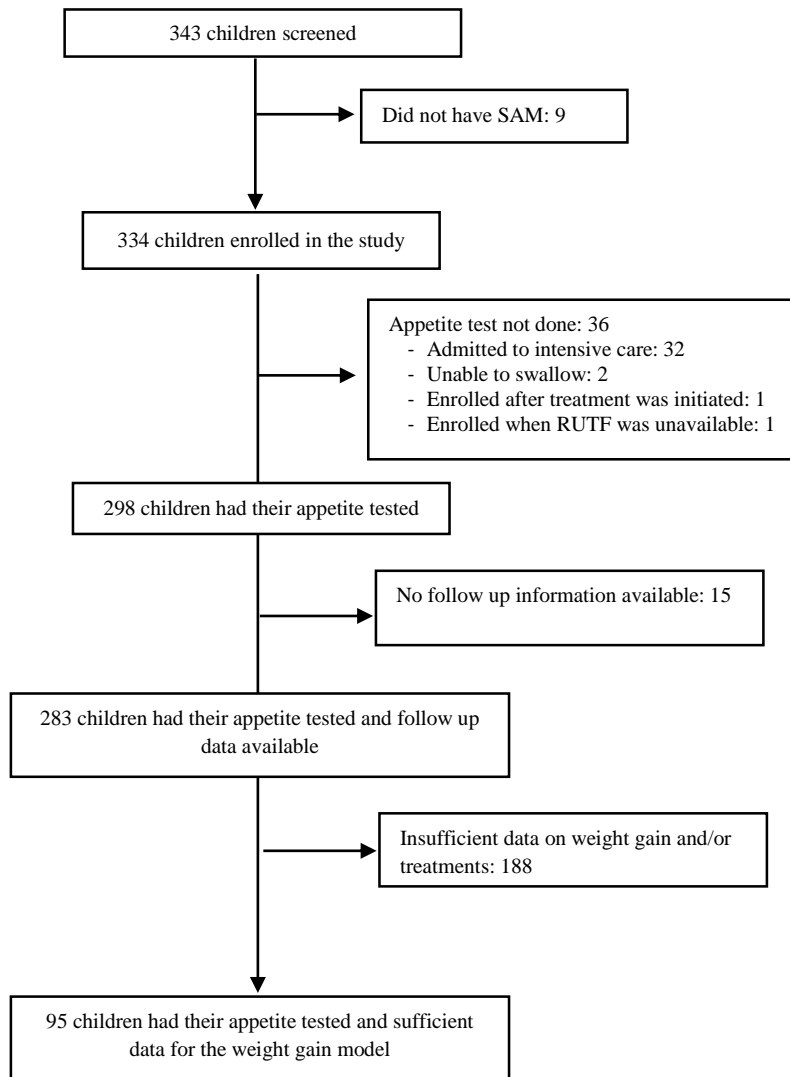 343 children screened
Did not have SAM: 9
334 children enrolled in the study
Appetite test not done: 36
- Admitted to intensive care: 32
- Unable to swallow: 2
- Enrolled after treatment was initiated: 1
- Enrolled when RUTF was unavailable: 1
298 children had their appetite tested
No follow up information available: 15
283 children had their appetite tested and follow up
data available
Insufficient data on weight gain and/or
treatments: 188
95 children had their appetite tested and sufficient
data for the weight gain model